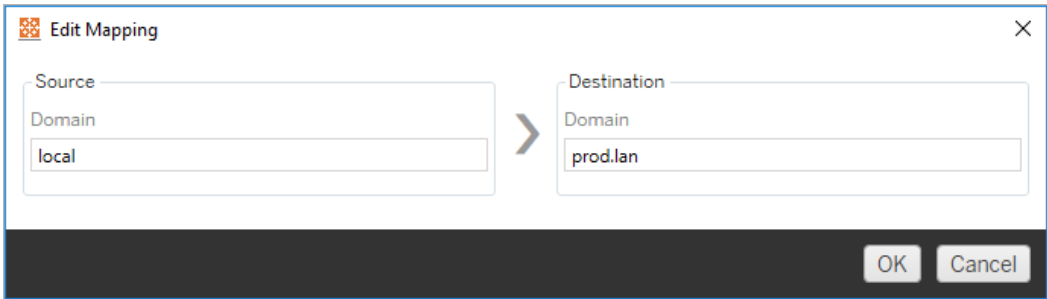 Edit Mapping
Source
Domain
local
Destination
Domain
prod.lan
OK
Cancel